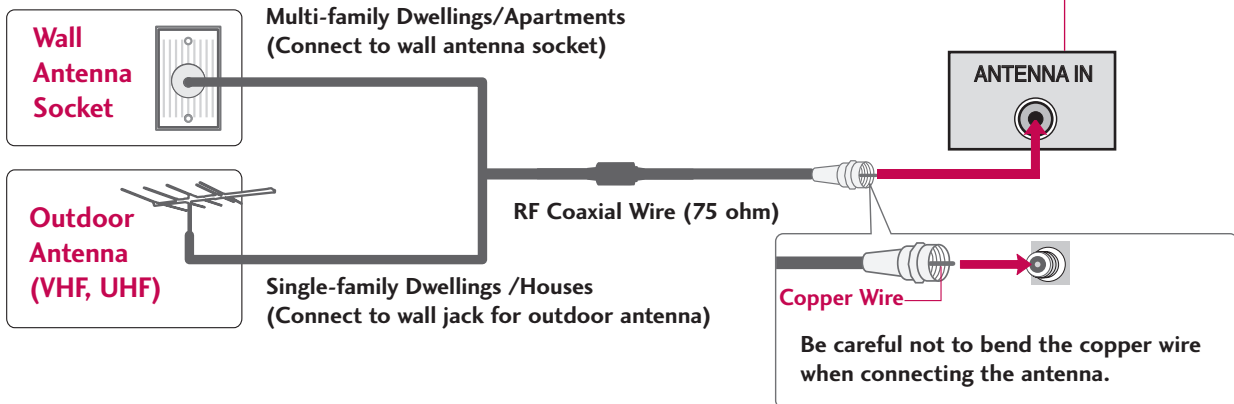 Wall
Antenna
Socket
Multi-family Dwellings/Apartments
(Connect to wall antenna socket)
ANTENNA IN
Outdoor
Antenna
(VHF, UHF)
RF Coaxial Wire (75 ohm)
Single-family Dwellings /Houses
(Connect to wall jack for outdoor antenna)
Copper Wire
Be careful not to bend the copper wire
when connecting the antenna.